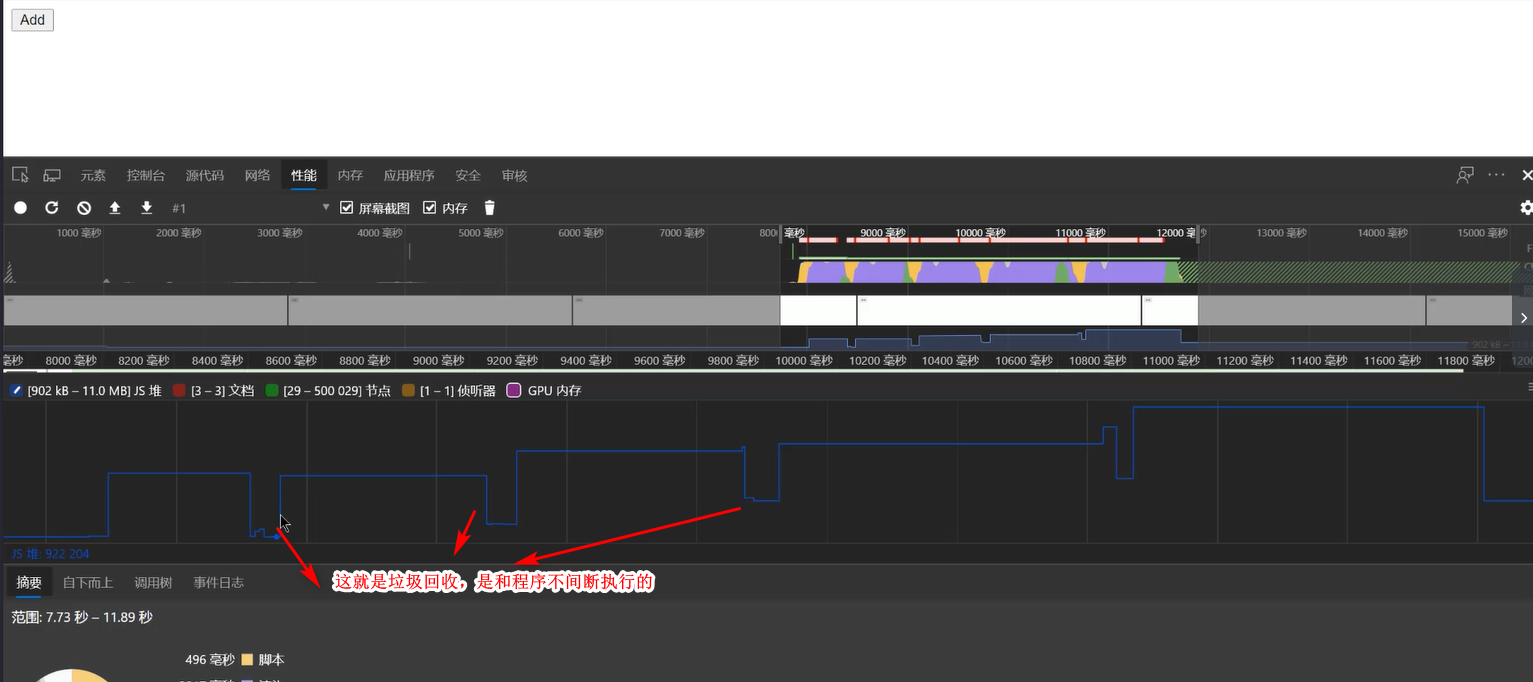 Add
元素 控制台 源代码 网络 性能 内存 应用程序 安全 审核
#1 屏幕截图 内存
1000 毫秒 2000 毫秒 3000 毫秒 4000 毫秒 5000 毫秒 6000 毫秒 7000 毫秒 800 毫秒 9000 毫秒 10000 毫秒 11000 毫秒 12000 毫秒 13000 毫秒 14000 毫秒 15000 毫秒
902 kB –
毫秒 8000 毫秒 8200 毫秒 8400 毫秒 8600 毫秒 8800 毫秒 9000 毫秒 9200 毫秒 9400 毫秒 9600 毫秒 9800 毫秒 10000 毫秒 10200 毫秒 10400 毫秒 10600 毫秒 10800 毫秒 11000 毫秒 11200 毫秒 11400 毫秒 11600 毫秒 11800 毫秒 1200
[902 kB – 11.0 MB] JS 堆 [3 – 3] 文档 [29 – 500 029] 节点 [1 – 1] 侦听器 GPU 内存
JS 堆: 922 204
摘要 自下而上 调用树 事件日志
这就是垃圾回收，是和程序不间断执行的
范围: 7.73 秒 – 11.89 秒
496 毫秒 脚本